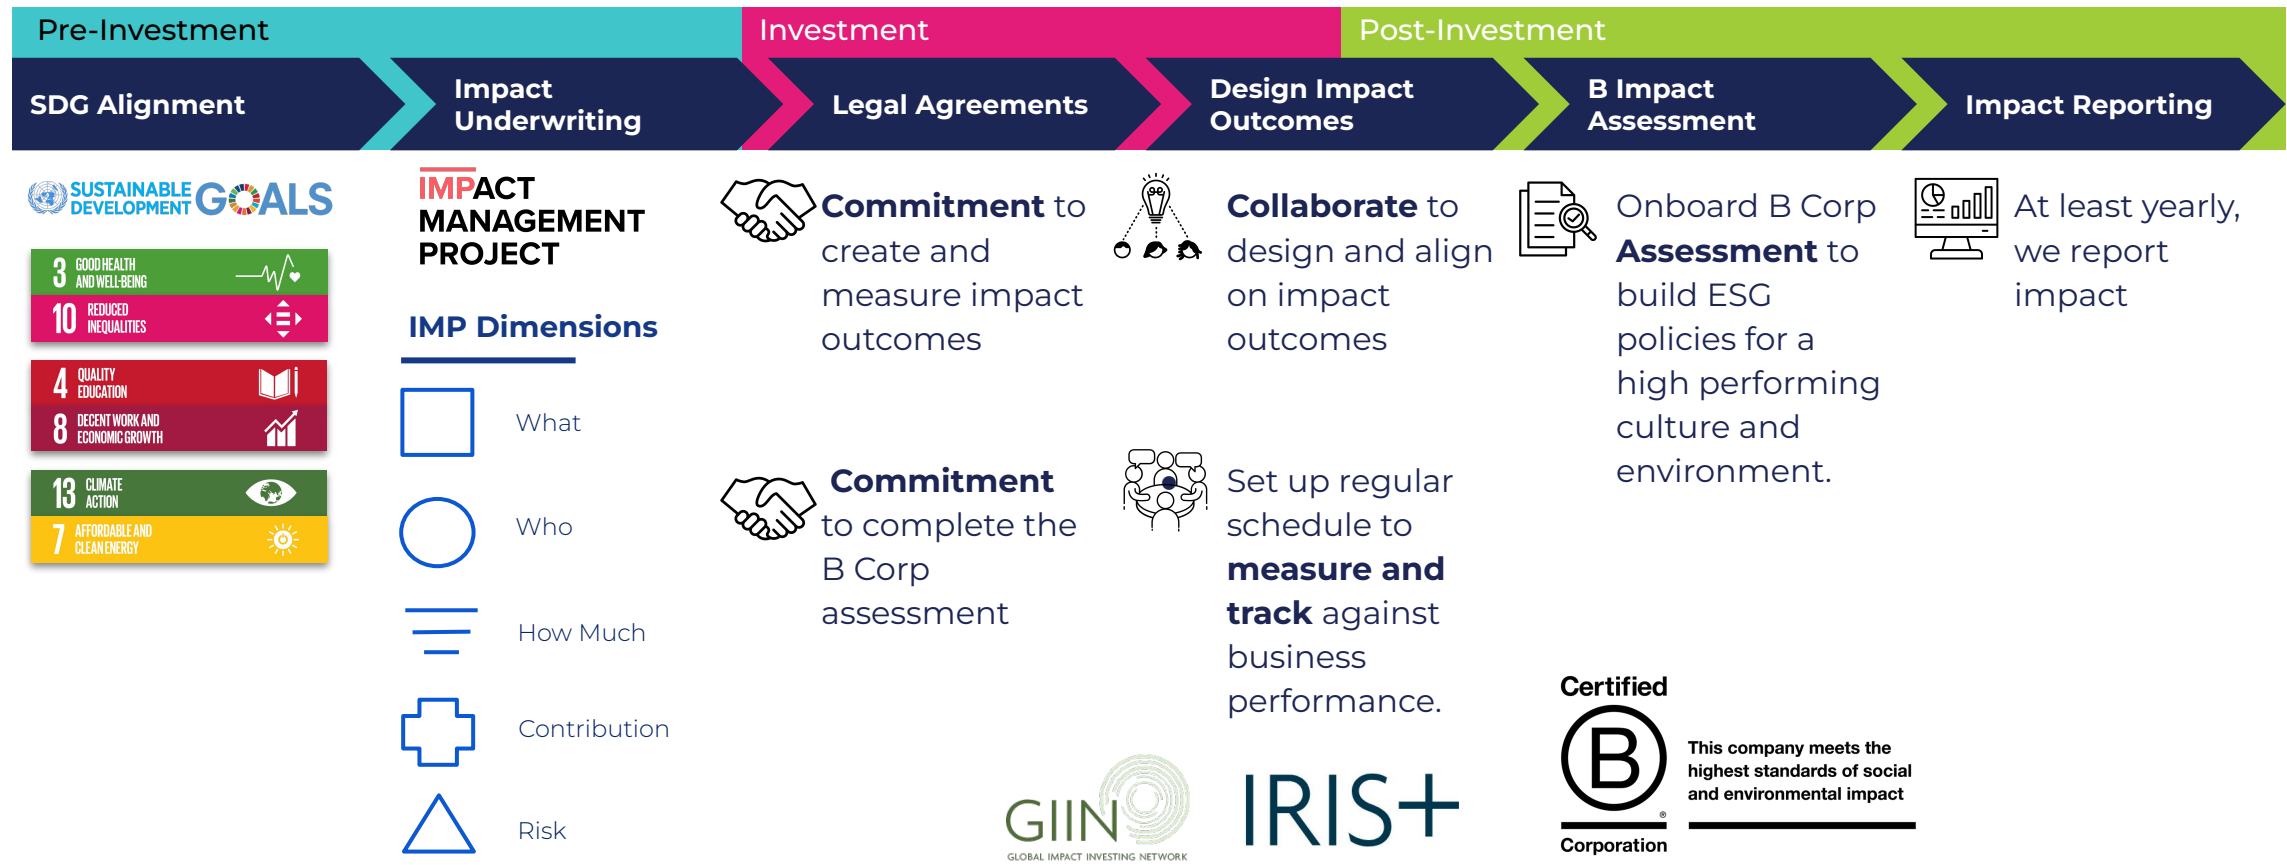 Pre-Investment
Investment
Post-Investment
SDG Alignment
Impact
Underwriting
Legal Agreements
Design Impact
Outcomes
B Impact
Assessment
Impact Reporting
SUSTAINABLE
DEVELOPMENT
GOALS
3 GOOD HEALTH
AND WELL-BEING
10 REDUCED
INEQUALITIES
4 QUALITY
EDUCATION
8 DECENT WORK AND
ECONOMIC GROWTH
13 CLIMATE
ACTION
7 AFFORDABLE AND
CLEAN ENERGY
IMPACT
MANAGEMENT
PROJECT
IMP Dimensions
What
Who
How Much
Contribution
Risk
Commitment to
create and
measure impact
outcomes
Commitment
to complete the
B Corp
assessment
Collaborate to
design and align
on impact
outcomes
Set up regular
schedule to
measure and
track against
business
performance.
GIIN
GLOBAL IMPACT INVESTING NETWORK
IRIS+
Onboard B Corp
Assessment to
build ESG
policies for a
high performing
culture and
environment.
Certified
B
®
Corporation
This company meets the
highest standards of social
and environmental impact
At least yearly,
we report
impact